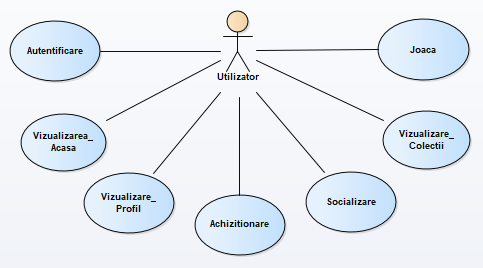 Autentificare
Joaca
Utilizator
Vizualizarea_
Acasa
Vizualizare_
Colectii
Vizualizare_
Profil
Achizitionare
Socializare